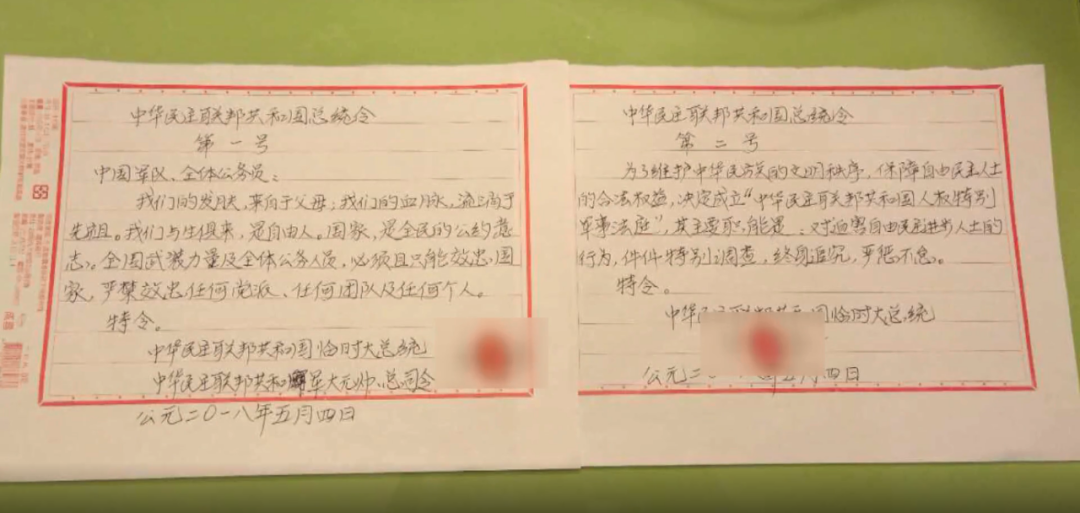 中华民主联邦共和国总统令
第一号
中国军队、全体公务员：
我们的发肤，来自于父母；我们的血脉，流淌于
先祖。我们与生俱来，是自由人。国家，是全民的公约意
志。全国武装力量及全体公务人员，必须且只能效忠国
家，严禁效忠任何党派、任何团队及任何个人。
特令。
中华民主联邦共和国临时大总统
中华民主联邦共和国军大元帅、总司令
公元二〇一八年五月四日
中华民主联邦共和国总统令
第二号
为了维护中华民族的文明秩序，保障自由民主人士
的合法权益，决定成立“中华民主联邦共和国人权特别
军事法庭”，其主要职能是：对迫害自由民主进步人士的
行为，件件特别调查，终身追究，严惩不怠。
特令。
中华民主联邦共和国临时大总统
公元二 年五月四日